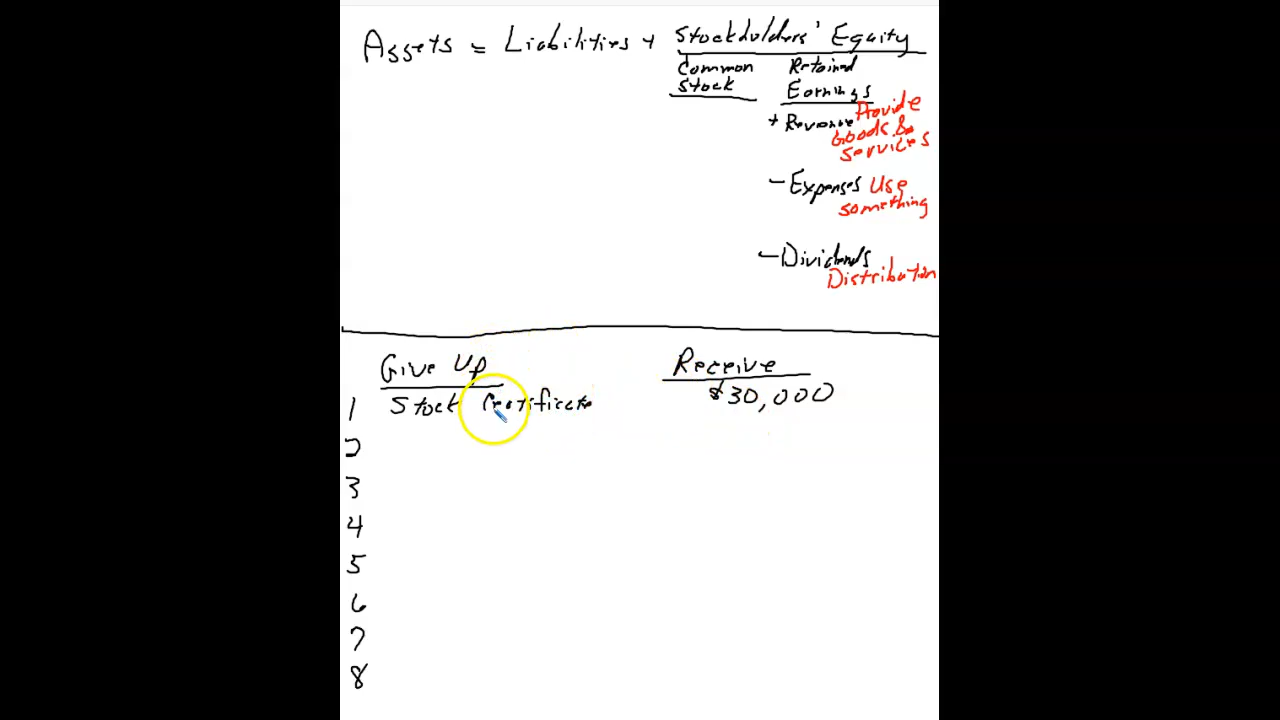 Assets = Liabilities + Stockholders' Equity
Common Stock
Retained Earnings
+ Revenue Provide Goods & Services
- Expenses Use something
- Dividends Distribution
Give Up Receive
1 Stock Certificate $30,000
2
3
4
5
6
7
8